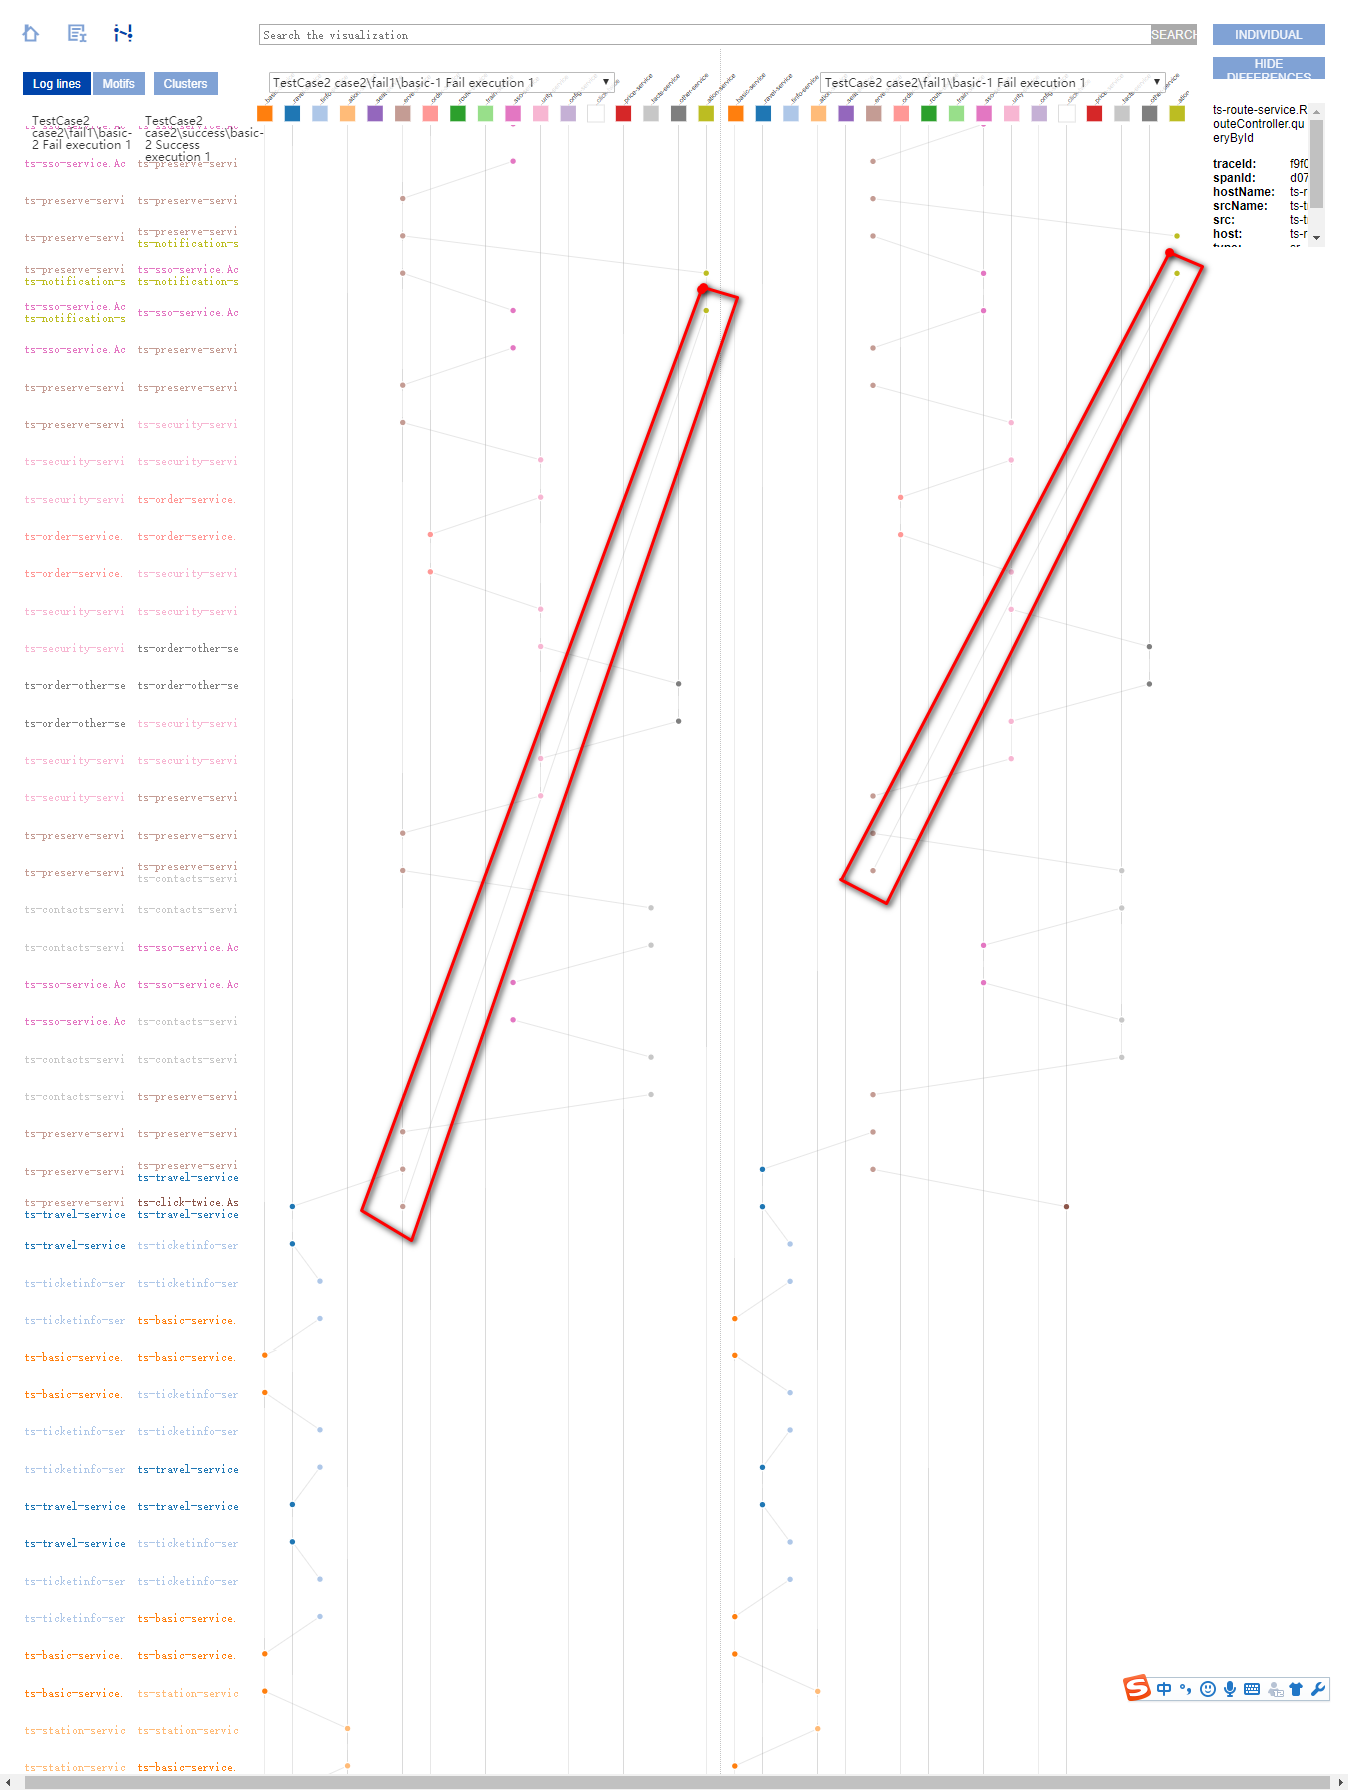 Search the visualization
SEARCH
INDIVIDUAL
HIDE DIFFERENCES
Log lines
Motifs
Clusters
TestCase2 case2\fail1\basic-1 Fail execution 1
TestCase2 case2\fail1\basic-1 Fail execution 1
TestCase2
case2\fail1\basic-
2 Fail execution 1
TestCase2
case2\success\basic-
2 Success
execution 1
ts-route-service.R
outeController.qu
eryById
traceId: f9f0
spanId: d07
hostName: ts-r
srcName: ts-t
src: ts-t
host: ts-r
ts-sso-service.Ac ts-preserve-servi
ts-preserve-servi ts-preserve-servi
ts-preserve-servi ts-preserve-servi
ts-notification-s
ts-preserve-servi ts-sso-service.Ac
ts-notification-s ts-notification-s
ts-sso-service.Ac ts-sso-service.Ac
ts-notification-s
ts-sso-service.Ac ts-preserve-servi
ts-preserve-servi ts-preserve-servi
ts-preserve-servi ts-security-servi
ts-security-servi ts-security-servi
ts-security-servi ts-order-service.
ts-order-service. ts-order-service.
ts-order-service. ts-security-servi
ts-security-servi ts-security-servi
ts-security-servi ts-order-other-se
ts-order-other-se ts-order-other-se
ts-order-other-se ts-security-servi
ts-security-servi ts-security-servi
ts-security-servi ts-preserve-servi
ts-preserve-servi ts-preserve-servi
ts-preserve-servi ts-preserve-servi
ts-contacts-servi
ts-contacts-servi ts-contacts-servi
ts-contacts-servi ts-sso-service.Ac
ts-sso-service.Ac ts-sso-service.Ac
ts-sso-service.Ac ts-contacts-servi
ts-contacts-servi ts-contacts-servi
ts-contacts-servi ts-preserve-servi
ts-preserve-servi ts-preserve-servi
ts-preserve-servi ts-preserve-servi
ts-travel-service
ts-preserve-servi ts-click-twice.As
ts-travel-service ts-travel-service
ts-travel-service ts-ticketinfo-ser
ts-ticketinfo-ser ts-ticketinfo-ser
ts-ticketinfo-ser ts-basic-service.
ts-basic-service. ts-basic-service.
ts-basic-service. ts-ticketinfo-ser
ts-ticketinfo-ser ts-ticketinfo-ser
ts-ticketinfo-ser ts-travel-service
ts-travel-service ts-travel-service
ts-travel-service ts-ticketinfo-ser
ts-ticketinfo-ser ts-ticketinfo-ser
ts-ticketinfo-ser ts-basic-service.
ts-basic-service. ts-basic-service.
ts-basic-service. ts-station-servic
ts-station-servic ts-station-servic
ts-station-servic ts-basic-service.
S 中